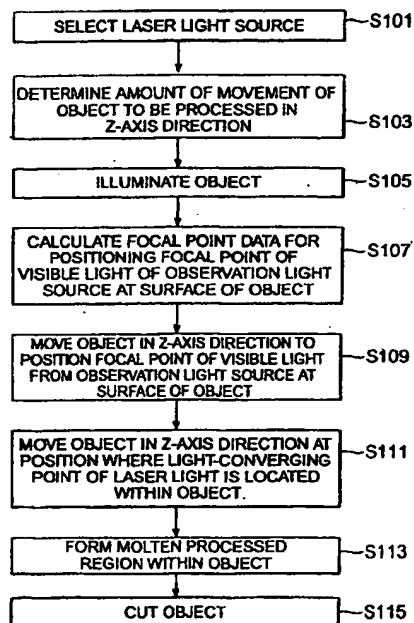 SELECT LASER LIGHT SOURCE
S101
DETERMINE AMOUNT OF MOVEMENT OF
OBJECT TO BE PROCESSED IN
Z-AXIS DIRECTION
S103
ILLUMINATE OBJECT
S105
CALCULATE FOCAL POINT DATA FOR
POSITIONING FOCAL POINT OF
VISIBLE LIGHT OF OBSERVATION LIGHT
SOURCE AT SURFACE OF OBJECT
S107
MOVE OBJECT IN Z-AXIS DIRECTION TO
POSITION FOCAL POINT OF VISIBLE LIGHT
FROM OBSERVATION LIGHT SOURCE AT
SURFACE OF OBJECT
S109
MOVE OBJECT IN Z-AXIS DIRECTION AT
POSITION WHERE LIGHT-CONVERGING
POINT OF LASER LIGHT IS LOCATED
WITHIN OBJECT.
S111
FORM MOLTEN PROCESSED
REGION WITHIN OBJECT
S113
CUT OBJECT
S115